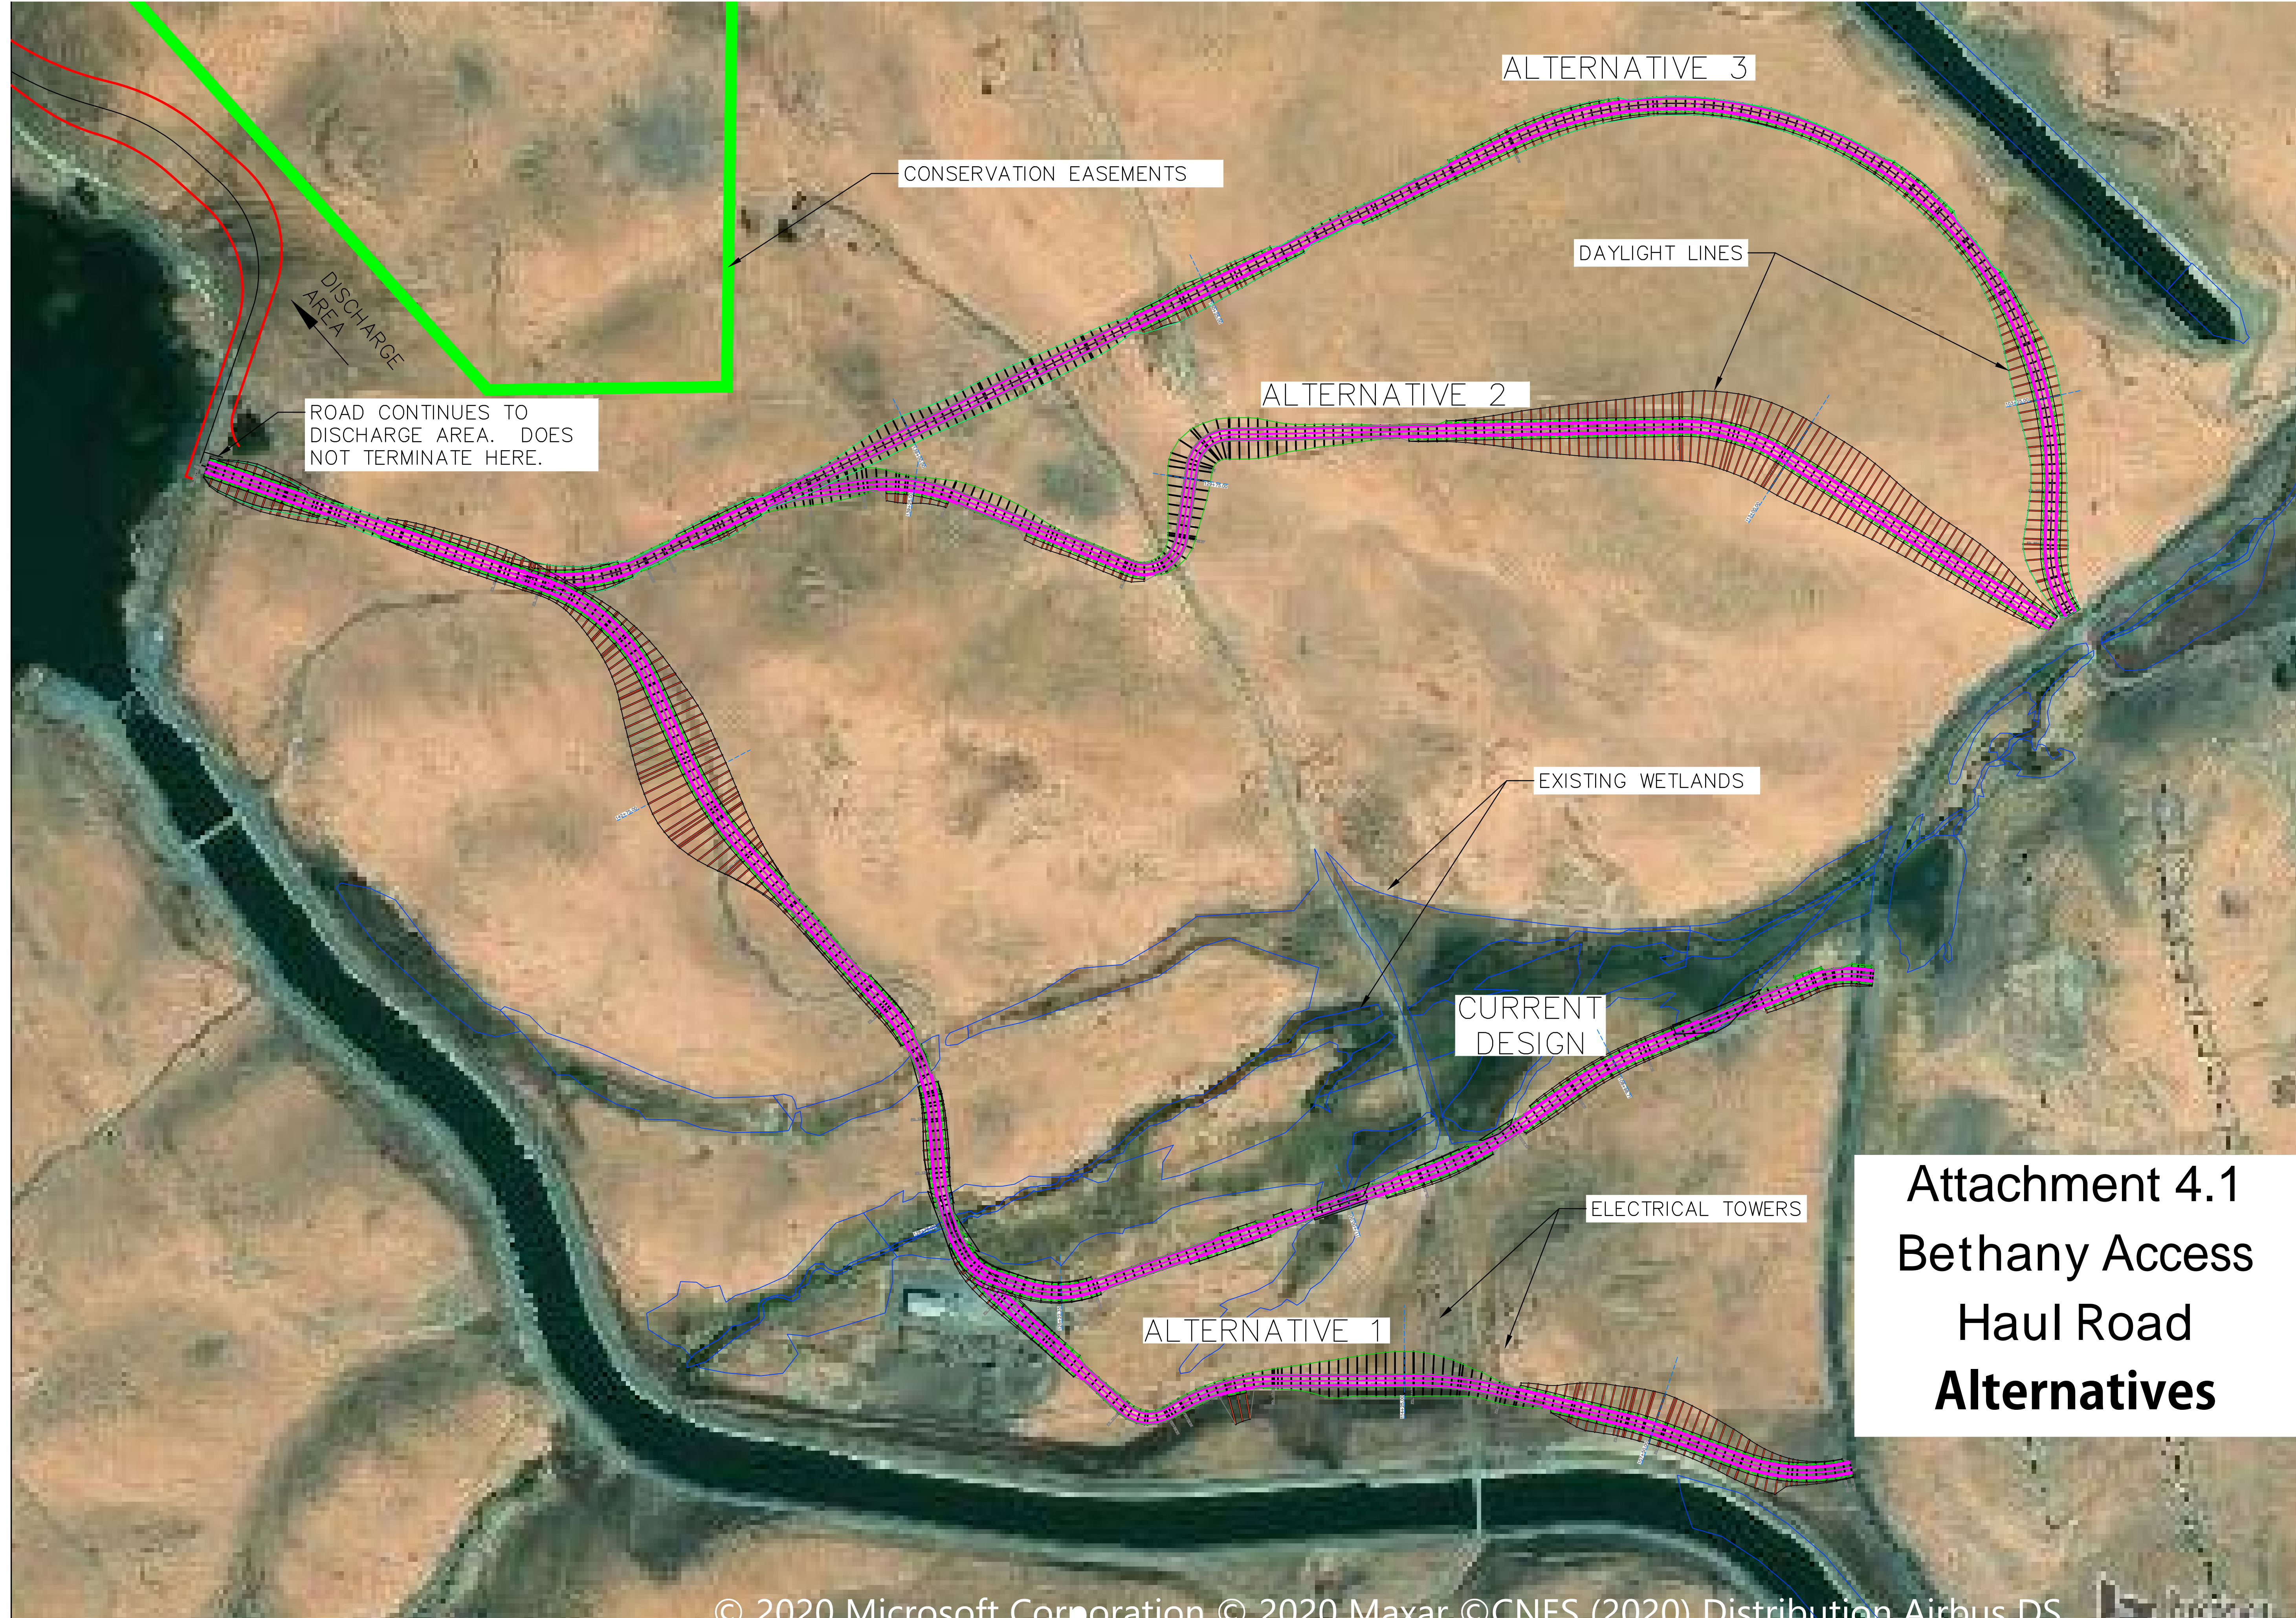 ALTERNATIVE 3
CONSERVATION EASEMENTS
DAYLIGHT LINES
DISCHARGE
AREA
ALTERNATIVE 2
ROAD CONTINUES TO
DISCHARGE AREA. DOES
NOT TERMINATE HERE.
EXISTING WETLANDS
CURRENT
DESIGN
ELECTRICAL TOWERS
ALTERNATIVE 1
Attachment 4.1
Bethany Access
Haul Road
Alternatives
© 2020 Microsoft Corporation © 2020 Maxar ©CNES (2020) Distribution Airbus DS